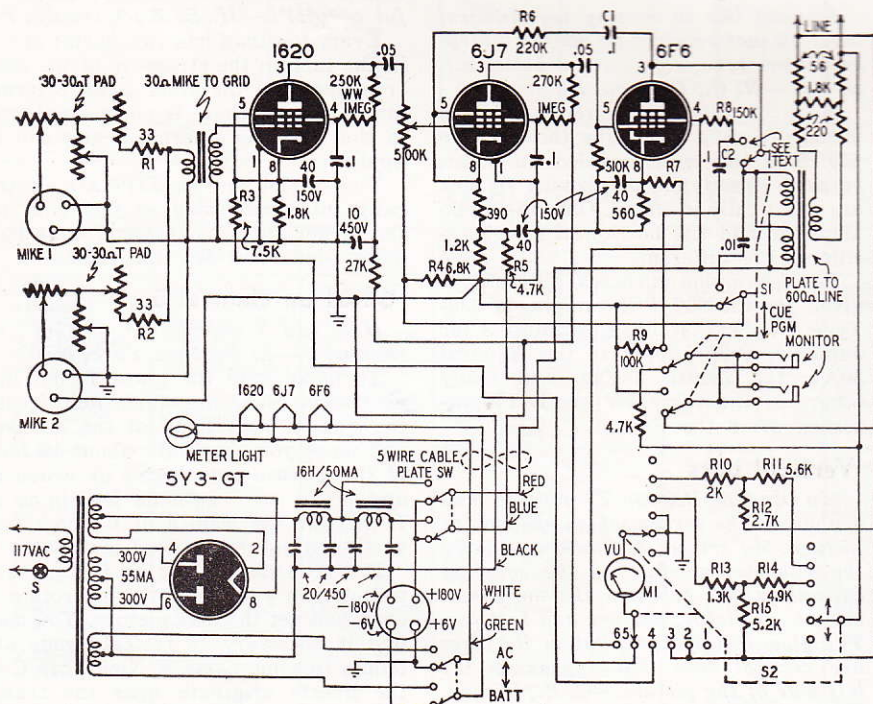 R6
C1
LINE
1620
6J7
220K
.1
6F6
30-30Ω PAD
30Ω MIKE TO GRID
.05
.05
56
1.8K
220
250K
WW
1MEG
270K
1MEG
R8
150K
3
5
4
1
8
3
5
4
8
1
3
5
4
8
33
R1
500K
.1
C2
SEE
TEXT
.1
.1
40
150V
510K
R7
R3
40
560
150V
390
1.8K
10
450V
40
.01
MIKE 1
7.5K
1.2K
R5
PLATE TO
600Ω LINE
30-30Ω PAD
27K
R4
6.8K
4.7K
S1
CUE
PGM
33
R2
R9
100K
MONITOR
MIKE 2
1620
6J7
6F6
4.7K
METER LIGHT
16H/50MA
5 WIRE CABLE
PLATE SW
RED
R10
2K
R11
5.6K
5Y3-GT
BLUE
R12
2.7K
BLACK
VU
117VAC
300V
55MA
300V
4
2
6
8
20/450
+180V
-180V
-6V
+6V
WHITE
M1
R13
1.3K
R14
4.9K
R15
5.2K
S
GREEN
6
5
4
3
2
1
AC
BATT
S2